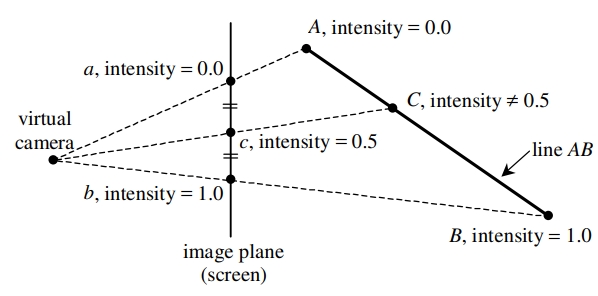 A, intensity = 0.0
a, intensity = 0.0
C, intensity ≠ 0.5
virtual
camera
c, intensity = 0.5
line AB
b, intensity = 1.0
B, intensity = 1.0
image plane
(screen)